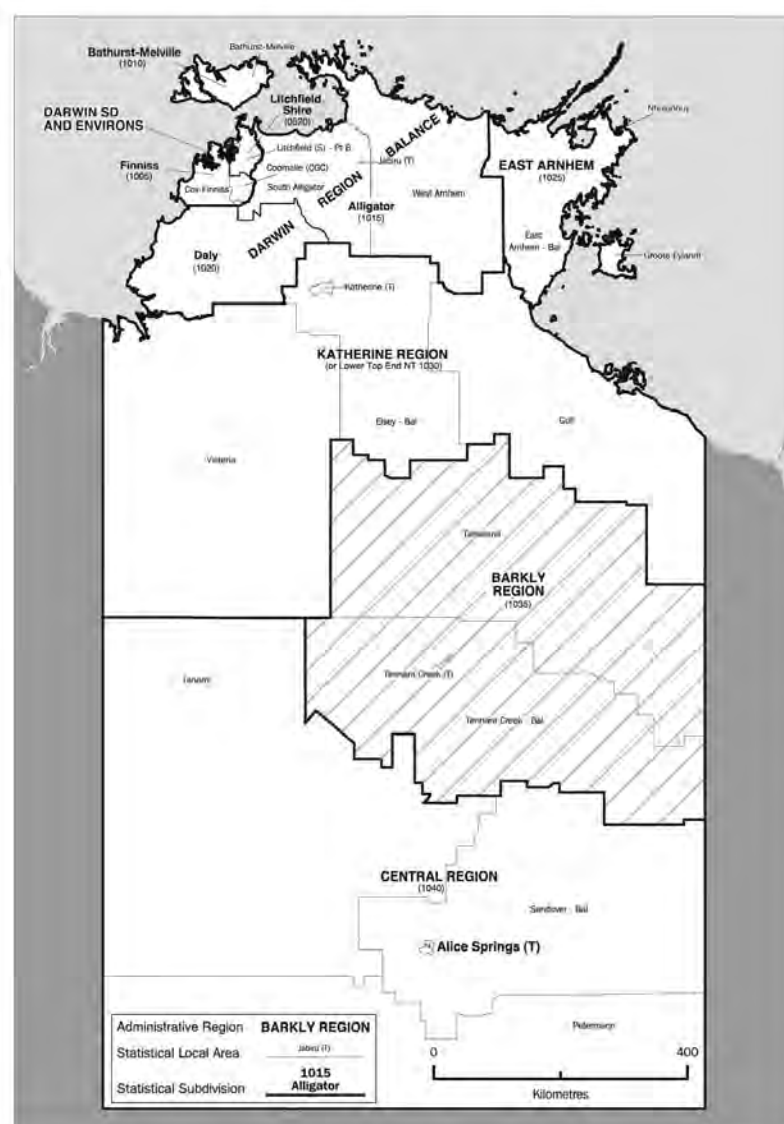 Bathurst-Melville
(1010)
Bathurst-Melville
Litchfield
Shire
(0520)
DARWIN SD
AND ENVIRONS
Nhulunbuy
Litchfield (S) - Pt B
Finniss
(1005)
Coomalie (CGC)
Cox-Finniss
South Alligator
Jabiru (T)
DARWIN REGION BALANCE
EAST ARNHEM
(1025)
West Arnhem
Alligator
(1015)
East
Arnhem - Bal
Groote Eylandt
Daly
(1020)
Katherine (T)
KATHERINE REGION
(or Lower Top End NT 1030)
Elsey - Bal
Gulf
Victoria
Tableland
BARKLY
REGION
(1035)
Tanami
Tennant Creek (T)
Tennant Creek - Bal
CENTRAL REGION
(1040)
Sandover - Bal
Alice Springs (T)
Petermann
Administrative Region BARKLY REGION
Statistical Local Area Jabiru (T)
Statistical Subdivision 1015
Alligator
0 400
Kilometres